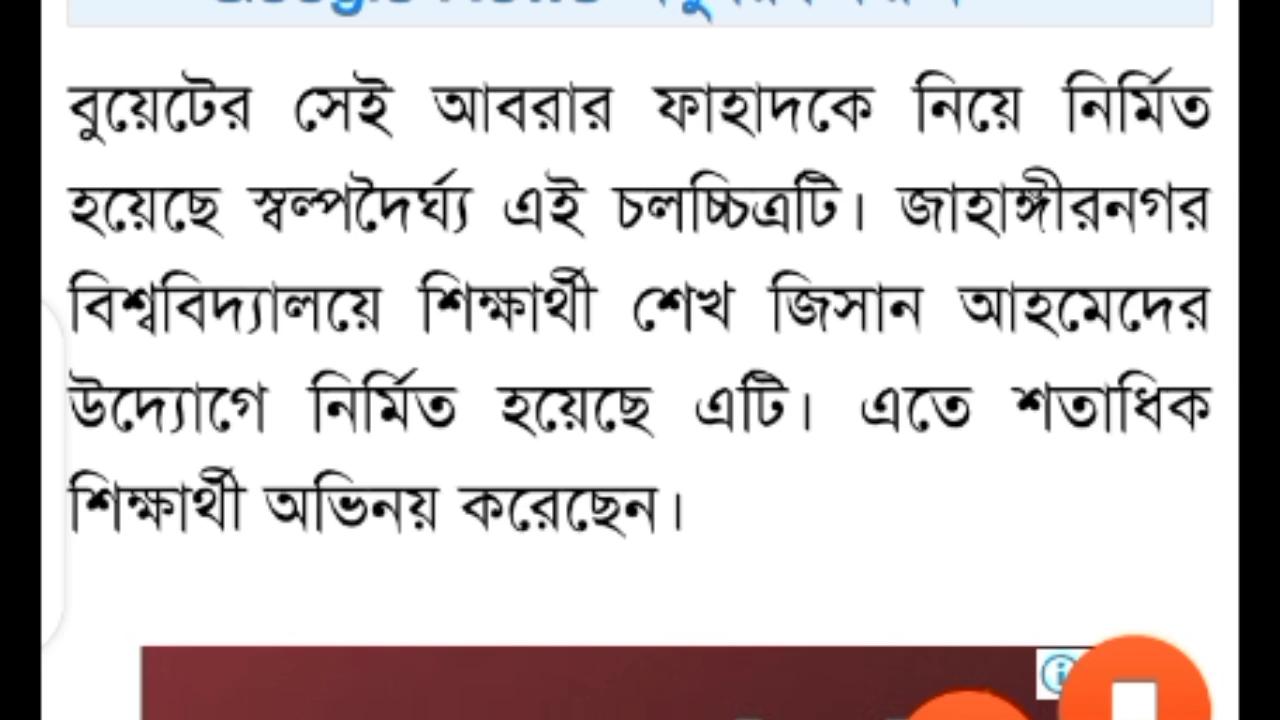 বুয়েটের সেই আবরার ফাহাদকে নিয়ে নির্মিত
হয়েছে স্বল্পদৈর্ঘ্য এই চলচ্চিত্রটি। জাহাঙ্গীরনগর
বিশ্ববিদ্যালয়ে শিক্ষার্থী শেখ জিসান আহমেদের
উদ্যোগে নির্মিত হয়েছে এটি। এতে শতাধিক
শিক্ষার্থী অভিনয় করেছেন।